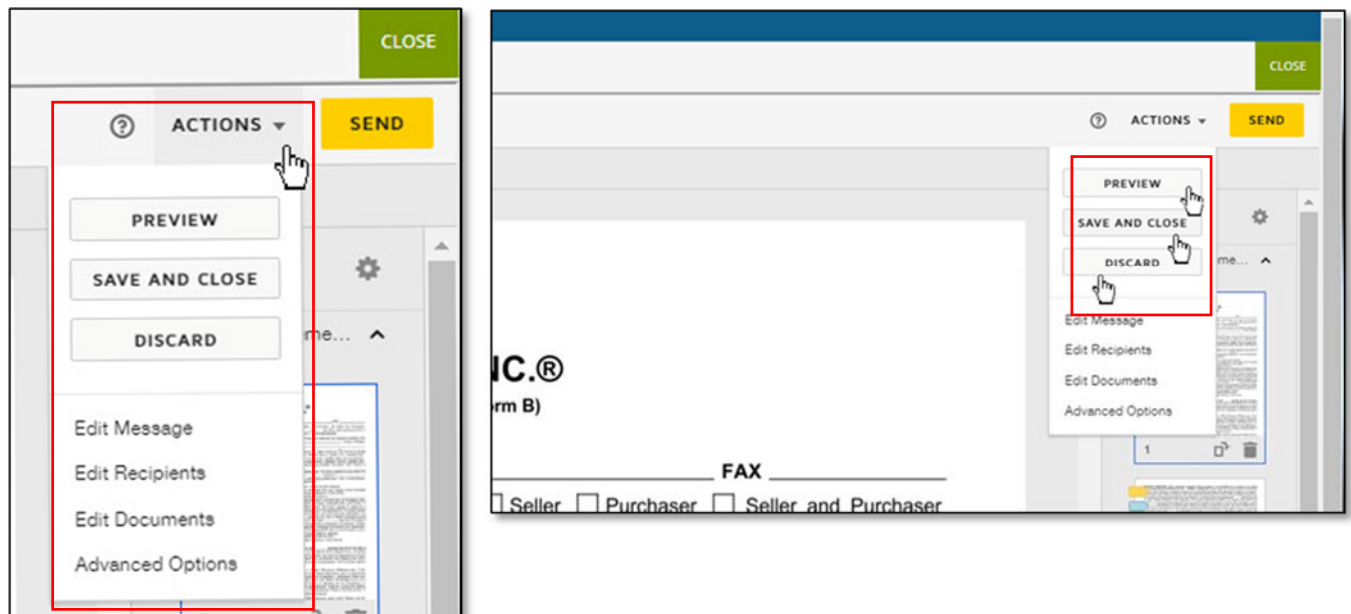 CLOSE
ACTIONS
SEND
PREVIEW
SAVE AND CLOSE
DISCARD
eme...
Edit Message
Edit Recipients
Edit Documents
Advanced Options
CLOSE
ACTIONS
SEND
PREVIEW
SAVE AND CLOSE
DISCARD
me...
Edit Message
Edit Recipients
Edit Documents
Advanced Options
1
NC.®
rm B)
FAX
Seller Purchaser Seller and Purchaser